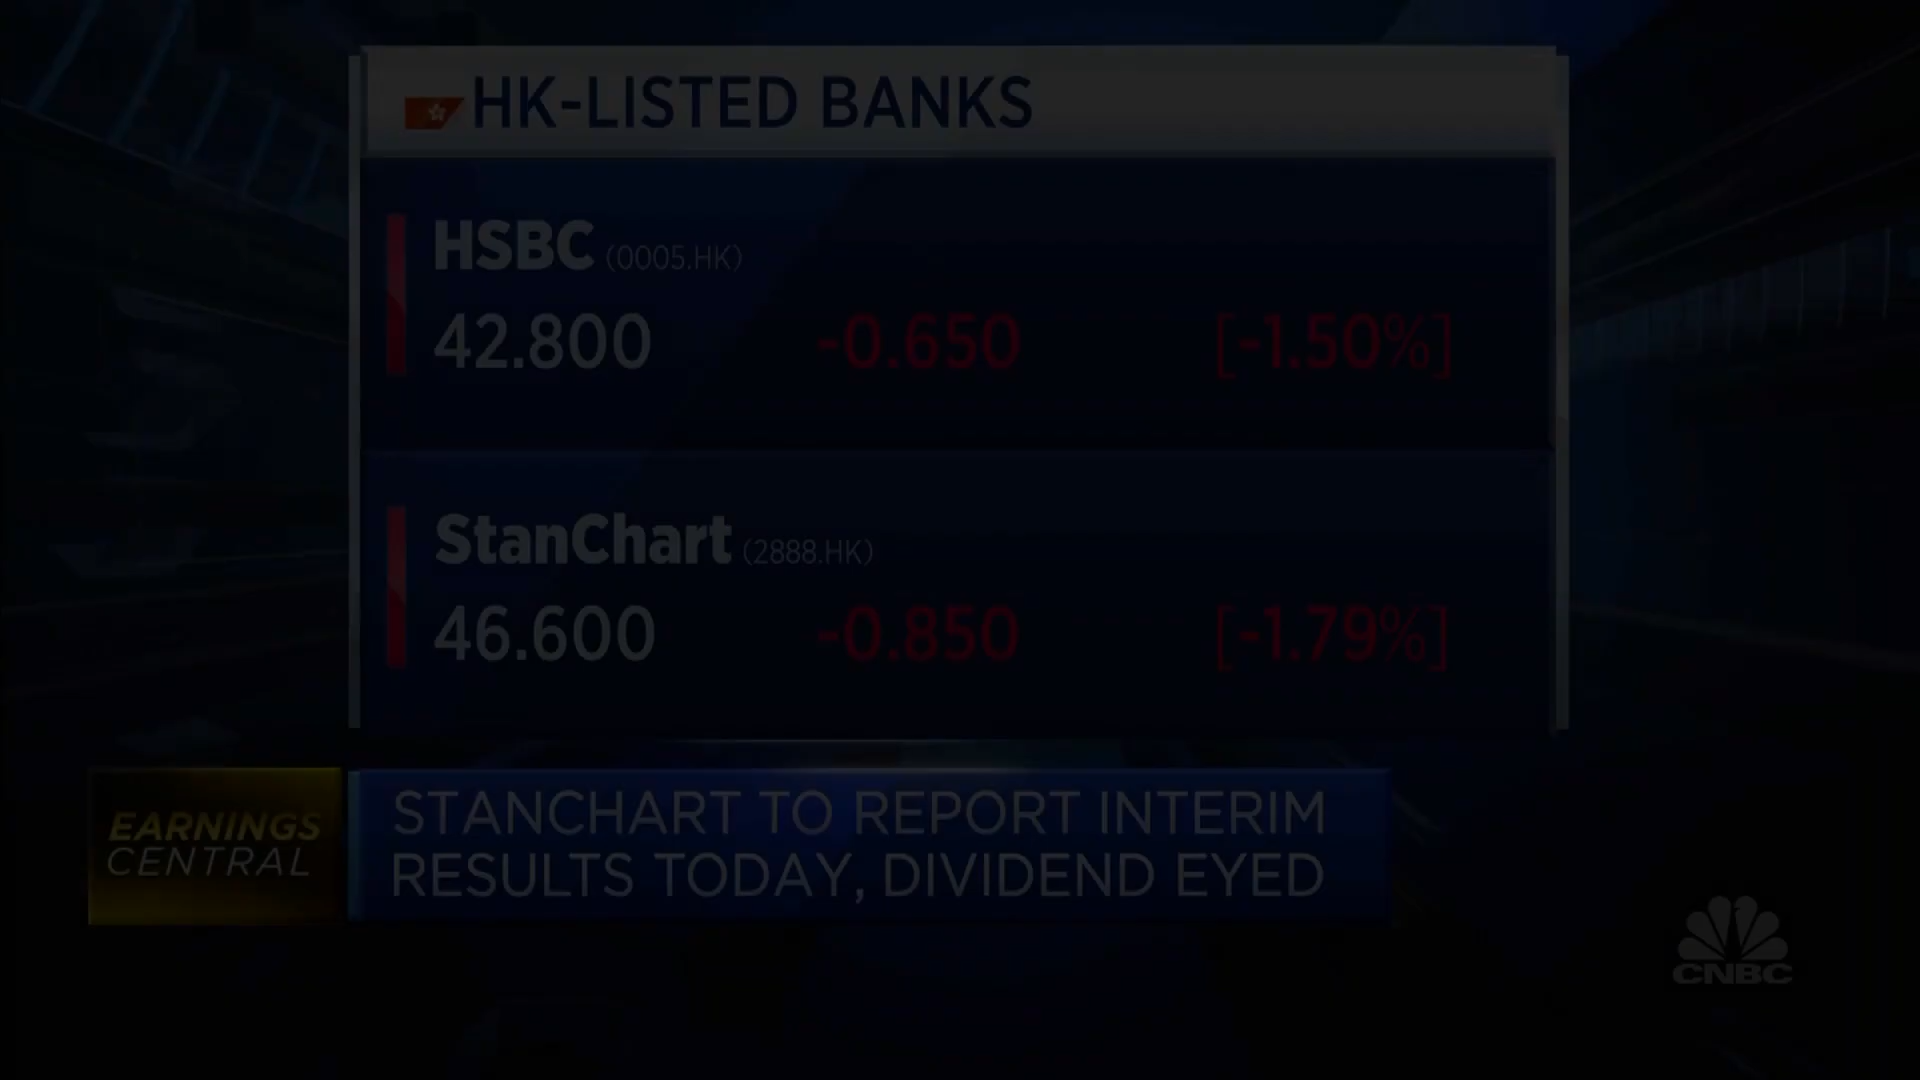 HK-LISTED BANKS
HSBC (0005.HK)
42.800 -0.650 [-1.50%]
StanChart (2888.HK)
46.600 -0.850 [-1.79%]
EARNINGS
CENTRAL
STANCHART TO REPORT INTERIM
RESULTS TODAY, DIVIDEND EYED
CNBC